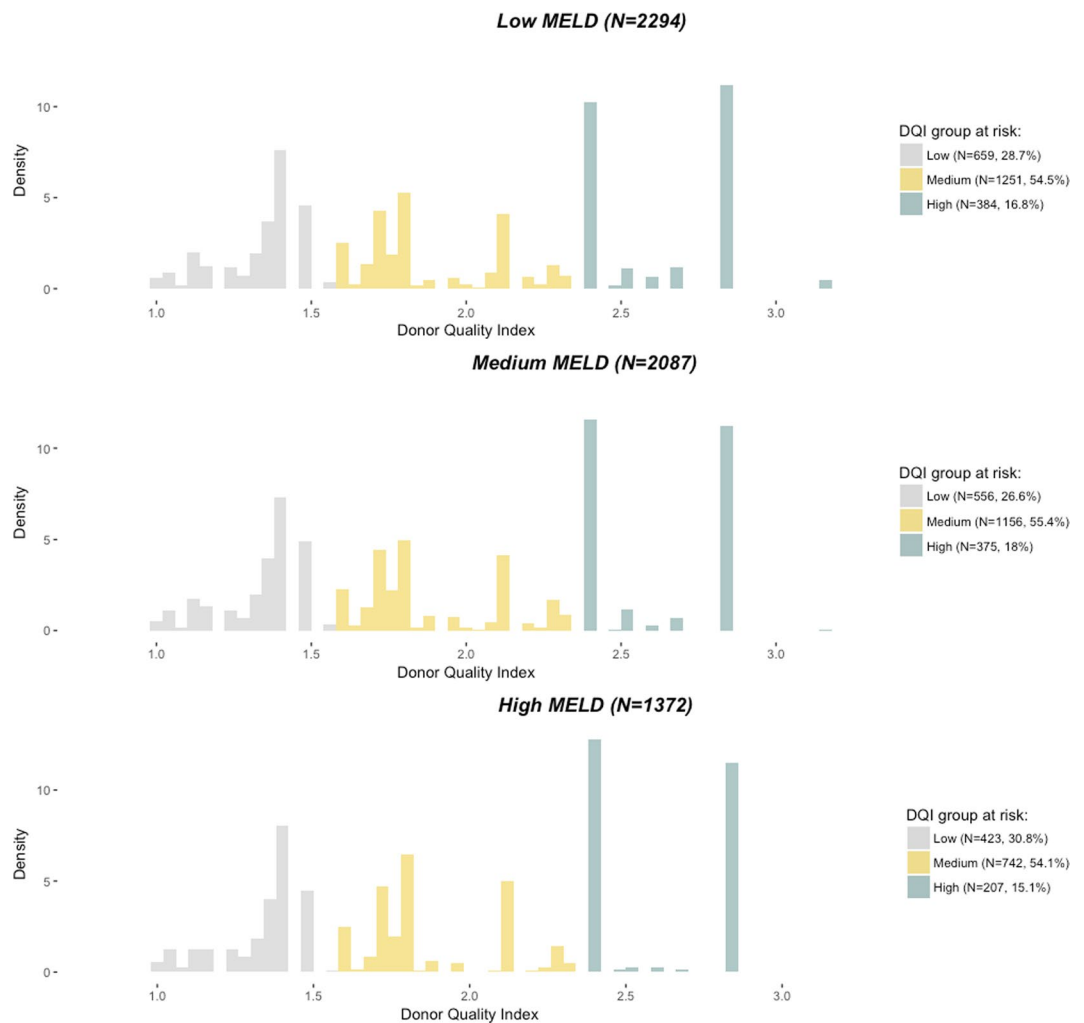 Low MELD (N=2294)
10
5
0
Density
1.0 1.5 2.0 2.5 3.0
Donor Quality Index
DQI group at risk:
Low (N=659, 28.7%)
Medium (N=1251, 54.5%)
High (N=384, 16.8%)
Medium MELD (N=2087)
10
5
0
Density
1.0 1.5 2.0 2.5 3.0
Donor Quality Index
DQI group at risk:
Low (N=556, 26.6%)
Medium (N=1156, 55.4%)
High (N=375, 18%)
High MELD (N=1372)
10
5
0
Density
1.0 1.5 2.0 2.5 3.0
Donor Quality Index
DQI group at risk:
Low (N=423, 30.8%)
Medium (N=742, 54.1%)
High (N=207, 15.1%)